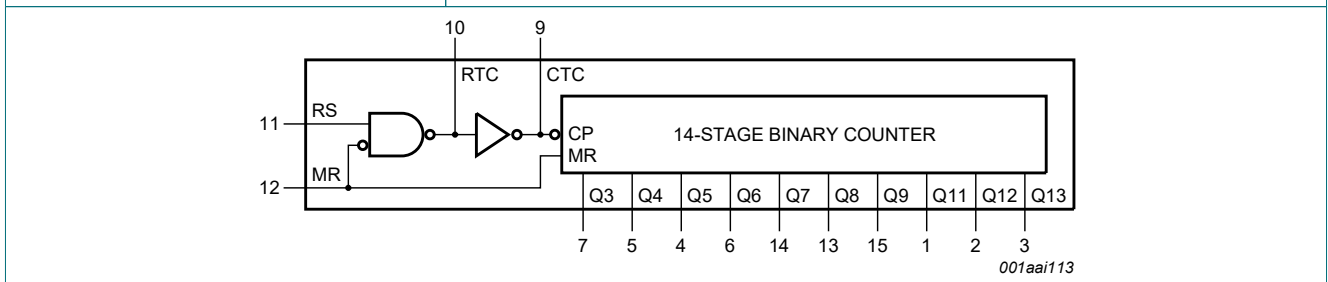 10 9
RTC CTC
RS
11
CP
14-STAGE BINARY COUNTER
MR
MR
12
Q3 Q4 Q5 Q6 Q7 Q8 Q9 Q11 Q12 Q13
7 5 4 6 14 13 15 1 2 3
001aai113